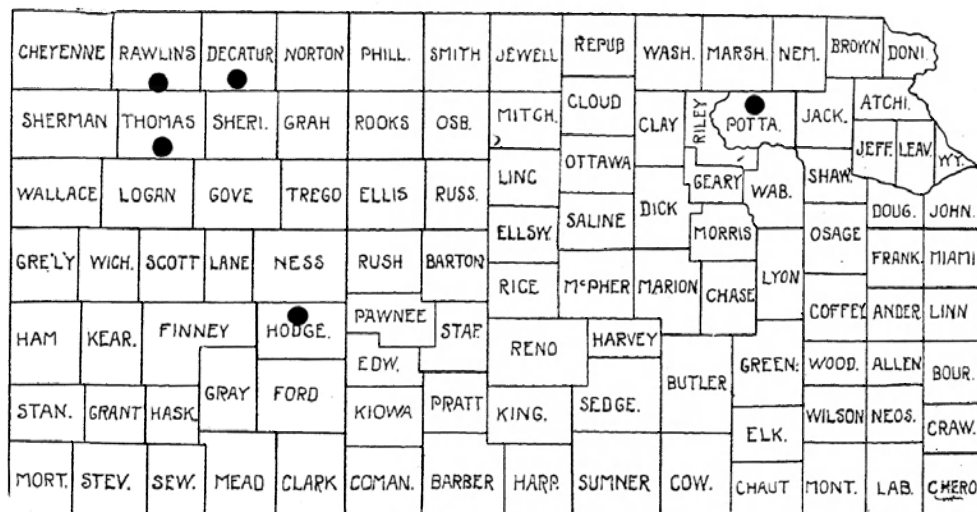 CHEYENNE RAWLINS DECATUR NORTON PHILL. SMITH JEWELL REPUB WASH. MARSH. NEM. BROWN DONI.
SHERMAN THOMAS SHERI. GRAH ROOKS OSB. MITCH. CLOUD CLAY RILEY POTTA. JACK. ATCHI.
JEFF. LEAV. WY.
WALLACE LOGAN GOVE TREGO ELLIS RUSS. LINC OTTAWA DICK GEARY WAB. SHAW. DOUG. JOHN.
GRE'LY WICH. SCOTT LANE NESS RUSH BARTON ELLSW. SALINE MORRIS OSAGE FRANK. MIAMI
RICE McPHER MARION CHASE LYON COFFEY ANDER LINN
HAM KEAR. FINNEY HODGE. PAWNEE STAF. RENO HARVEY
EDW. BUTLER GREEN: WOOD. ALLEN BOUR.
STAN. GRANT HASK. GRAY FORD KIOWA PRATT KING. SEDGE. ELK. WILSON NEOS. CRAW.
MORT. STEV. SEW. MEAD CLARK COMAN. BARBER HARP. SUMNER COW. CHAUT MONT. LAB. CHERO